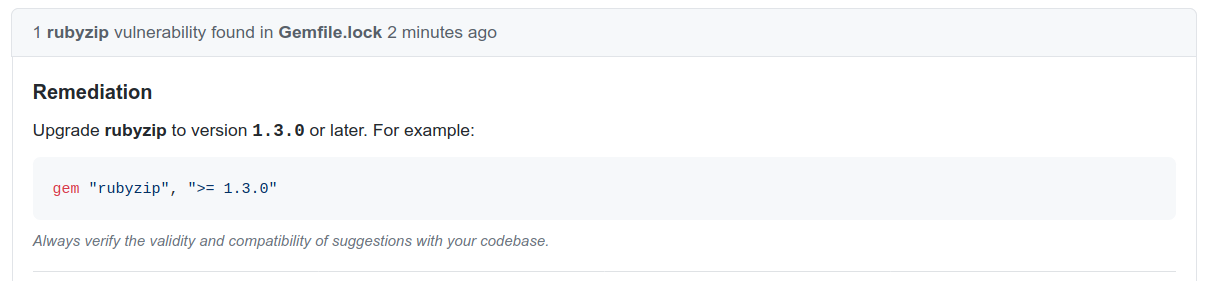 1 rubyzip vulnerability found in Gemfile.lock 2 minutes ago
Remediation
Upgrade rubyzip to version 1.3.0 or later. For example:
gem "rubyzip", ">= 1.3.0"
Always verify the validity and compatibility of suggestions with your codebase.